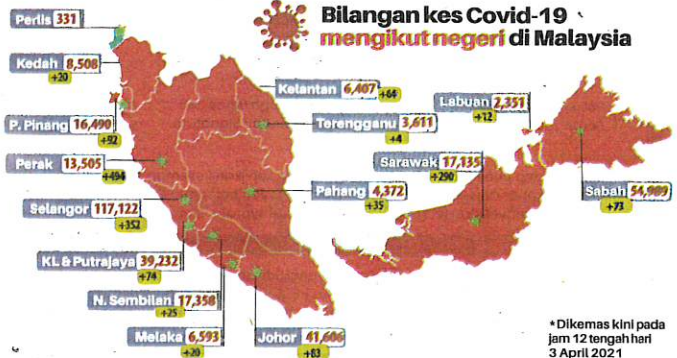 Bilangan kes Covid-19
mengikut negeri di Malaysia
Perlis 331
Kedah 8,508
+20
P. Pinang 16,490
+92
Perak 13,505
+494
Selangor 117,122
+352
KL & Putrajaya 39,232
+74
N. Sembilan 17,358
+25
Melaka 6,593
+20
Johor 41,606
+83
Kelantan 6,407
+64
Terengganu 3,611
+4
Pahang 4,372
+35
Labuan 2,351
+12
Sarawak 17,135
+290
Sabah 54,989
+73
*Dikemas kini pada
jam 12 tengah hari
3 April 2021